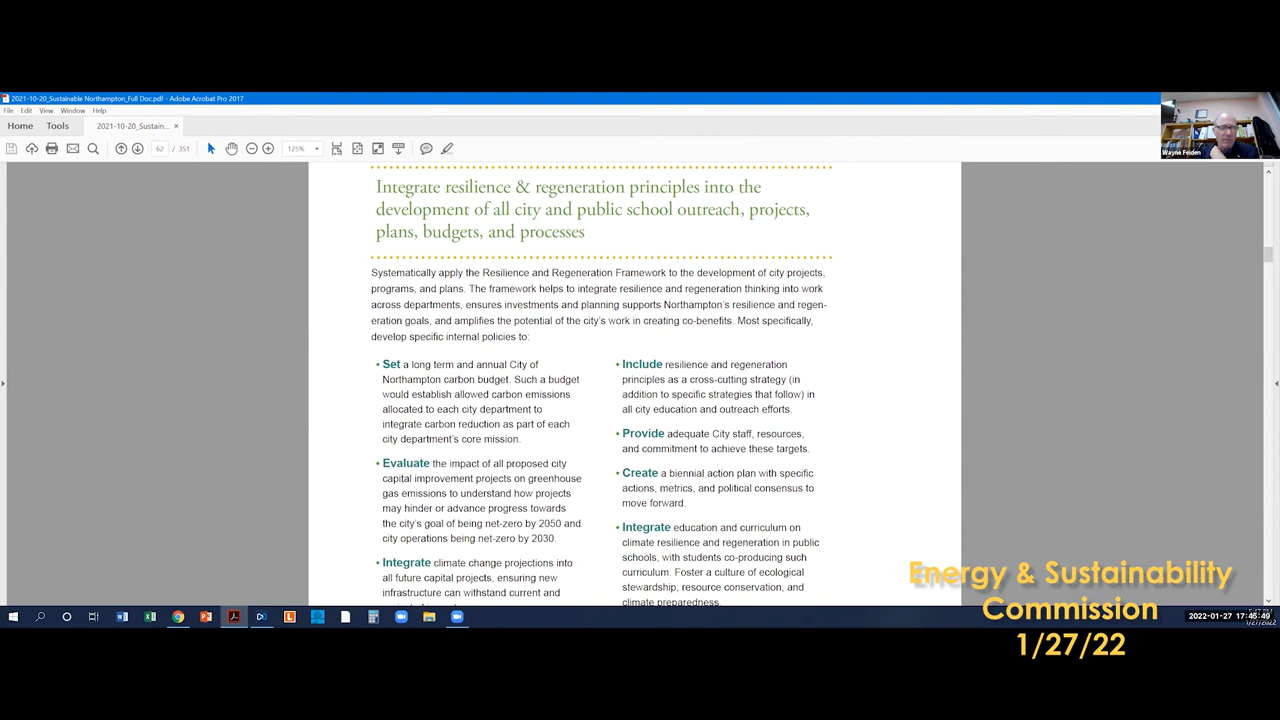 2021-10-20_Sustainable Northampton_Full Doc.pdf - Adobe Acrobat Pro 2017
File Edit View Window Help
Home Tools 2021-10-20_Sustain... ×
62 / 351 125%
Wayne Feiden
Integrate resilience & regeneration principles into the
development of all city and public school outreach, projects,
plans, budgets, and processes
Systematically apply the Resilience and Regeneration Framework to the development of city projects,
programs, and plans. The framework helps to integrate resilience and regeneration thinking into work
across departments, ensures investments and planning supports Northampton's resilience and regen-
eration goals, and amplifies the potential of the city's work in creating co-benefits. Most specifically,
develop specific internal policies to:
• Set a long term and annual City of
Northampton carbon budget. Such a budget
would establish allowed carbon emissions
allocated to each city department to
integrate carbon reduction as part of each
city department's core mission.
• Evaluate the impact of all proposed city
capital improvement projects on greenhouse
gas emissions to understand how projects
may hinder or advance progress towards
the city's goal of being net-zero by 2050 and
city operations being net-zero by 2030.
• Integrate climate change projections into
all future capital projects, ensuring new
infrastructure can withstand current and
• Include resilience and regeneration
principles as a cross-cutting strategy (in
addition to specific strategies that follow) in
all city education and outreach efforts.
• Provide adequate City staff, resources,
and commitment to achieve these targets.
• Create a biennial action plan with specific
actions, metrics, and political consensus to
move forward.
• Integrate education and curriculum on
climate resilience and regeneration in public
schools, with students co-producing such
curriculum. Foster a culture of ecological
stewardship, resource conservation, and
climate preparedness.
Energy & Sustainability
Commission
1/27/22
2022-01-27 17:45:49